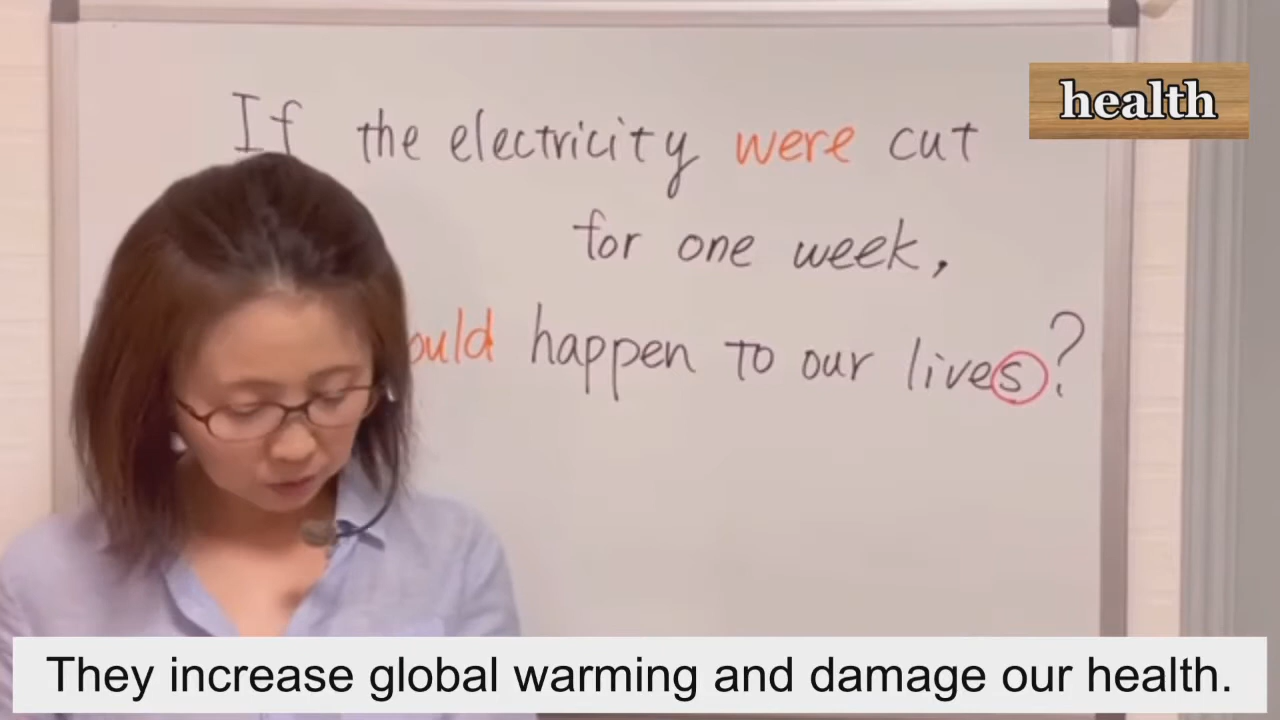 health
If the electricity were cut
for one week,
happen to our lives?
They increase global warming and damage our health.